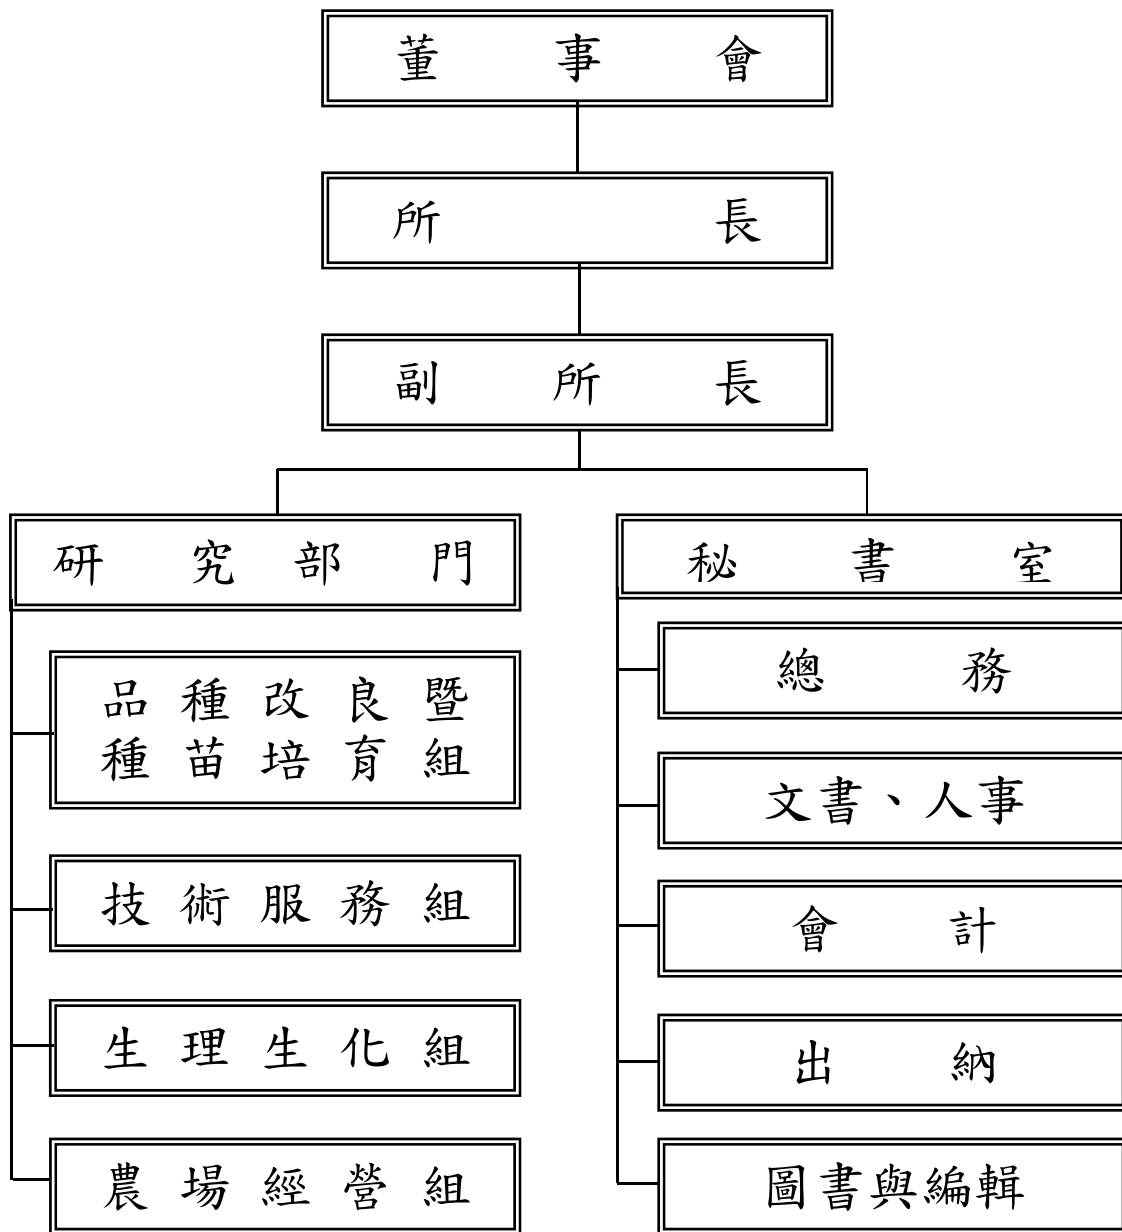 董事會
所長
副所長
研究部門
品種改良暨
種苗培育組
技術服務組
生理生化組
農場經營組
秘書室
總務
文書、人事
會計
出納
圖書與編輯